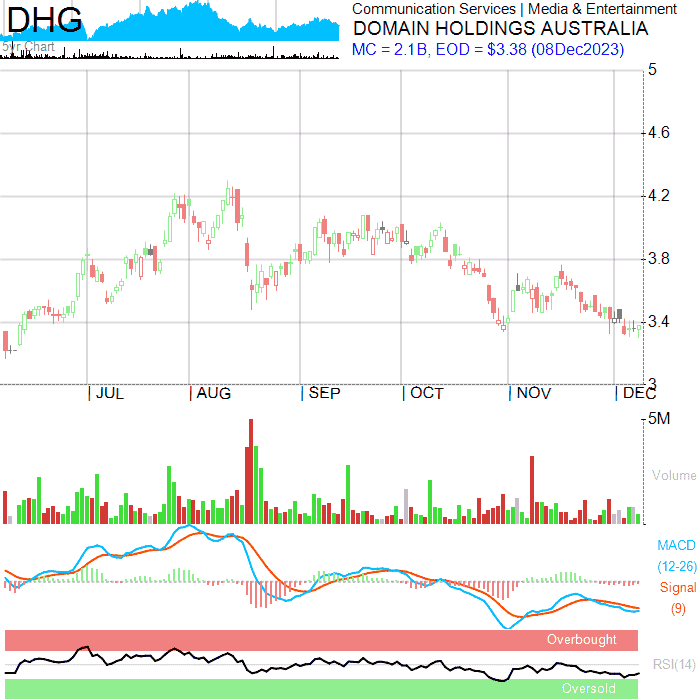 DHG
5yr Chart
Communication Services | Media & Entertainment
DOMAIN HOLDINGS AUSTRALIA
MC = 2.1B, EOD = $3.38 (08Dec2023)
5
4.6
4.2
3.8
3.4
3
JUL
AUG
SEP
OCT
NOV
DEC
5M
Volume
MACD
(12-26)
Signal
(9)
Overbought
RSI(14)
Oversold